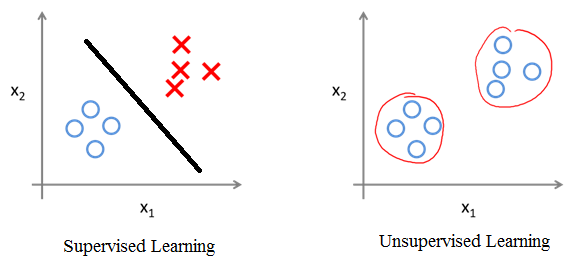 x2
x1
Supervised Learning
x2
x1
Unsupervised Learning